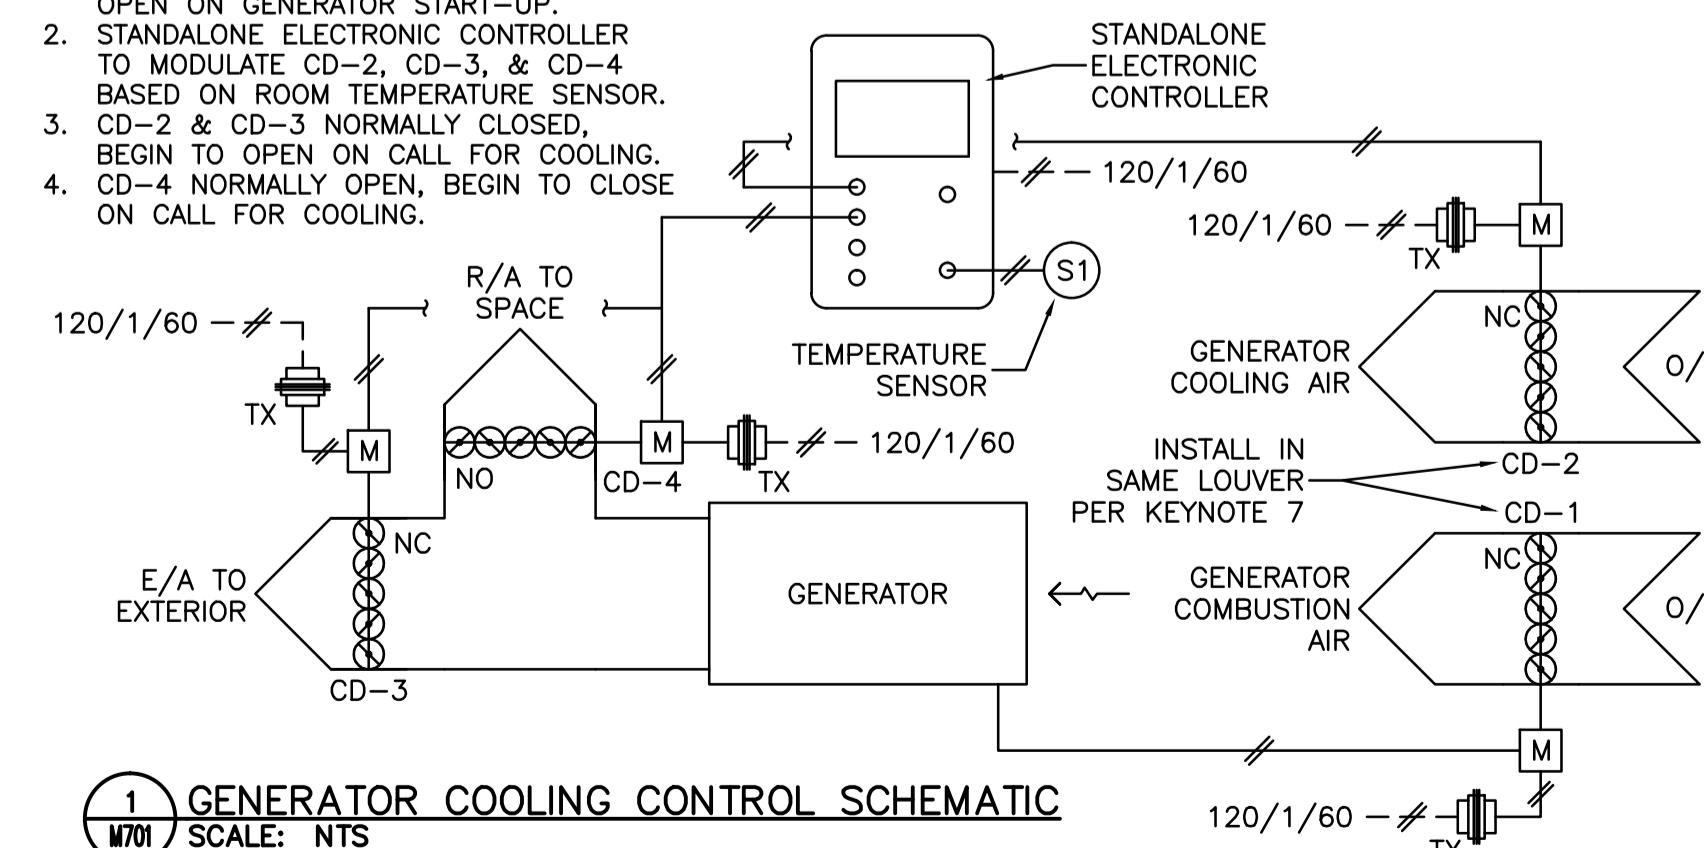 OPEN ON GENERATOR START-UP.
2. STANDALONE ELECTRONIC CONTROLLER
TO MODULATE CD-2, CD-3, & CD-4
BASED ON ROOM TEMPERATURE SENSOR.
3. CD-2 & CD-3 NORMALLY CLOSED,
BEGIN TO OPEN ON CALL FOR COOLING.
4. CD-4 NORMALLY OPEN, BEGIN TO CLOSE
ON CALL FOR COOLING.
STANDALONE
ELECTRONIC
CONTROLLER
120/1/60
120/1/60
TX
M
S1
TEMPERATURE
SENSOR
R/A TO
SPACE
120/1/60
TX
M
NO
CD-4
M
TX
120/1/60
NC
GENERATOR
COOLING AIR
O/
CD-2
INSTALL IN
SAME LOUVER
PER KEYNOTE 7
CD-1
NC
E/A TO
EXTERIOR
CD-3
GENERATOR
NC
GENERATOR
COMBUSTION
AIR
O/
M
120/1/60
TX
1
M701
GENERATOR COOLING CONTROL SCHEMATIC
SCALE: NTS